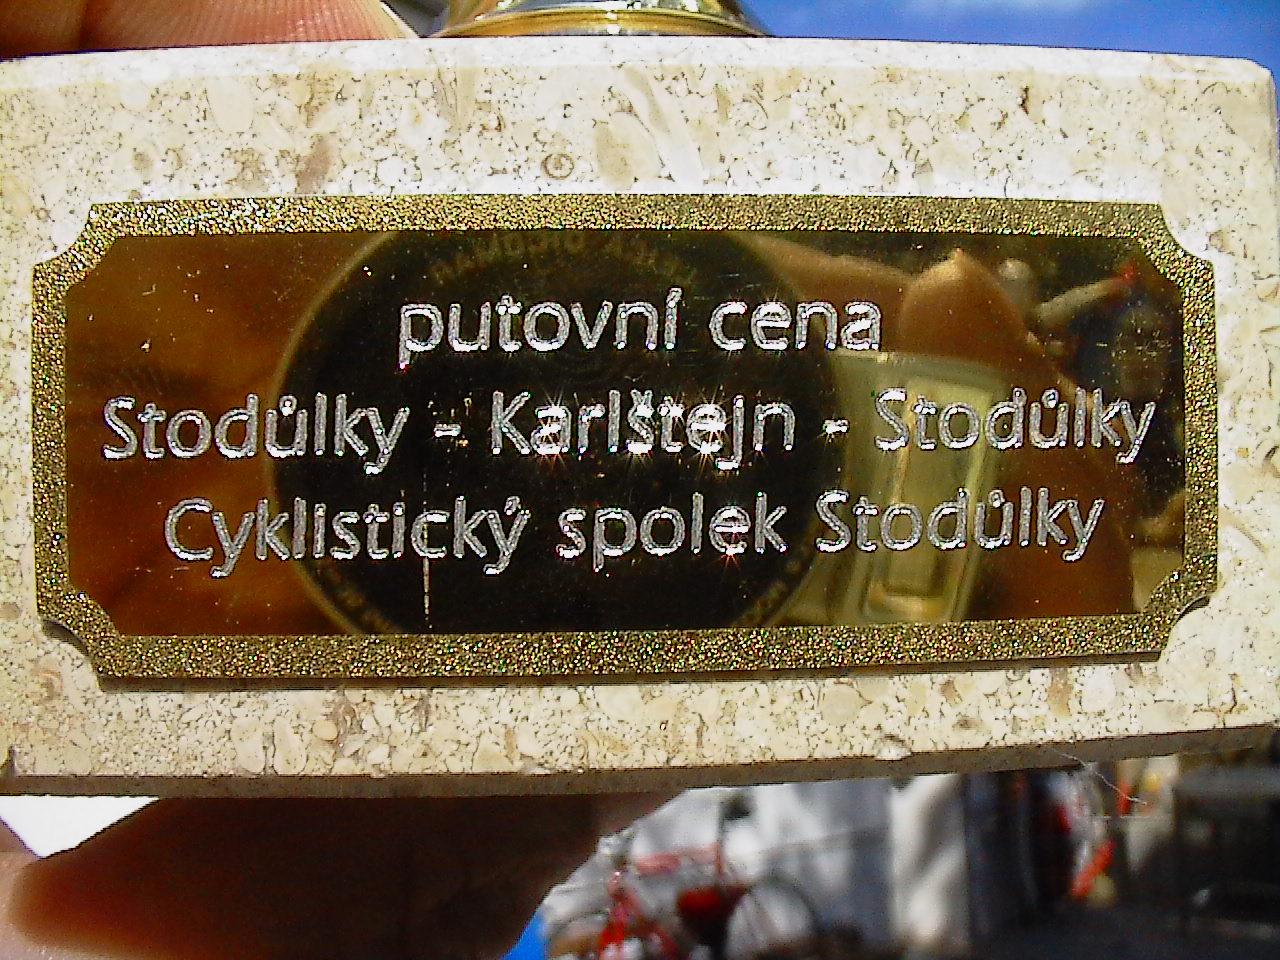 putovní cena
Stodůlky - Karlštejn - Stodůlky
Cyklistický spolek Stodůlky